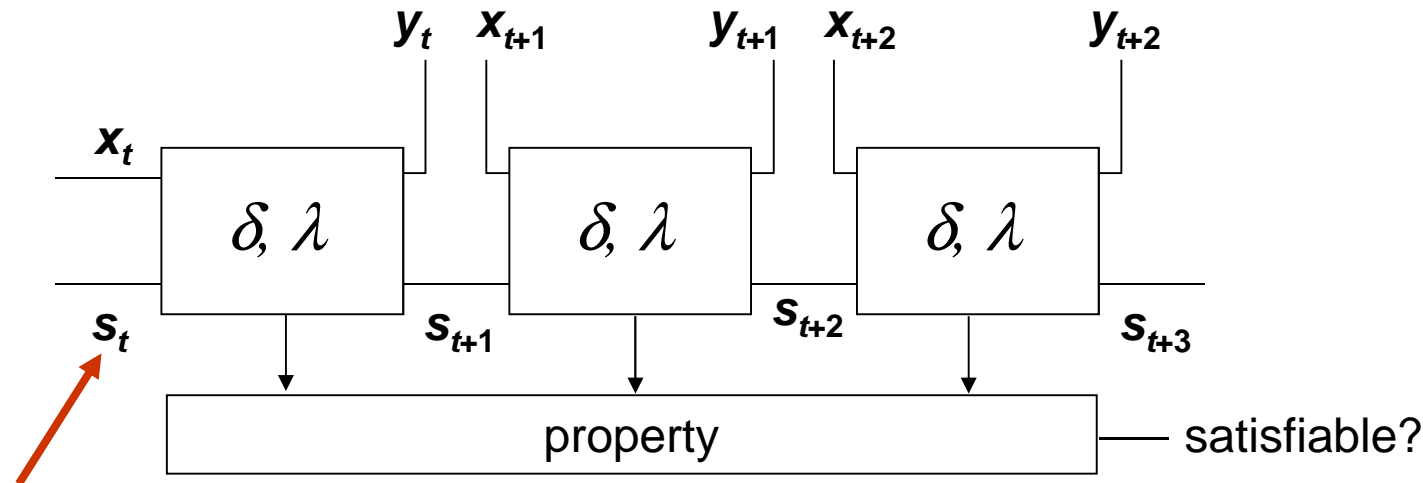 yₜ xₜ₊₁ yₜ₊₁ xₜ₊₂ yₜ₊₂
xₜ
δ, λ δ, λ δ, λ
sₜ sₜ₊₁ sₜ₊₂ sₜ₊₃
property satisfiable?